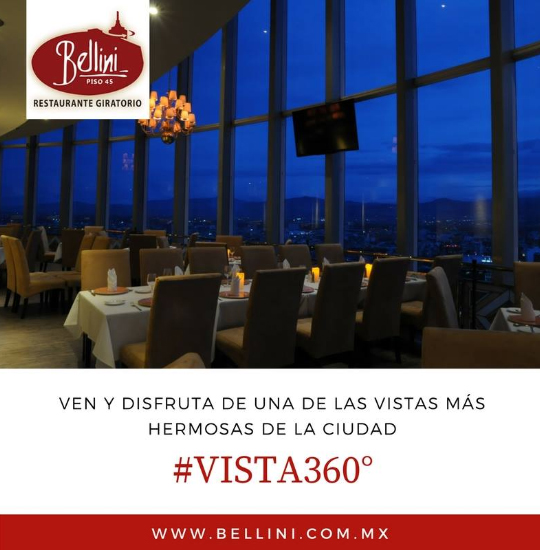 Bellini
PISO 45
RESTAURANTE GIRATORIO
VEN Y DISFRUTA DE UNA DE LAS VISTAS MÁS
HERMOSAS DE LA CIUDAD
#VISTA360°
WWW.BELLINI.COM.MX